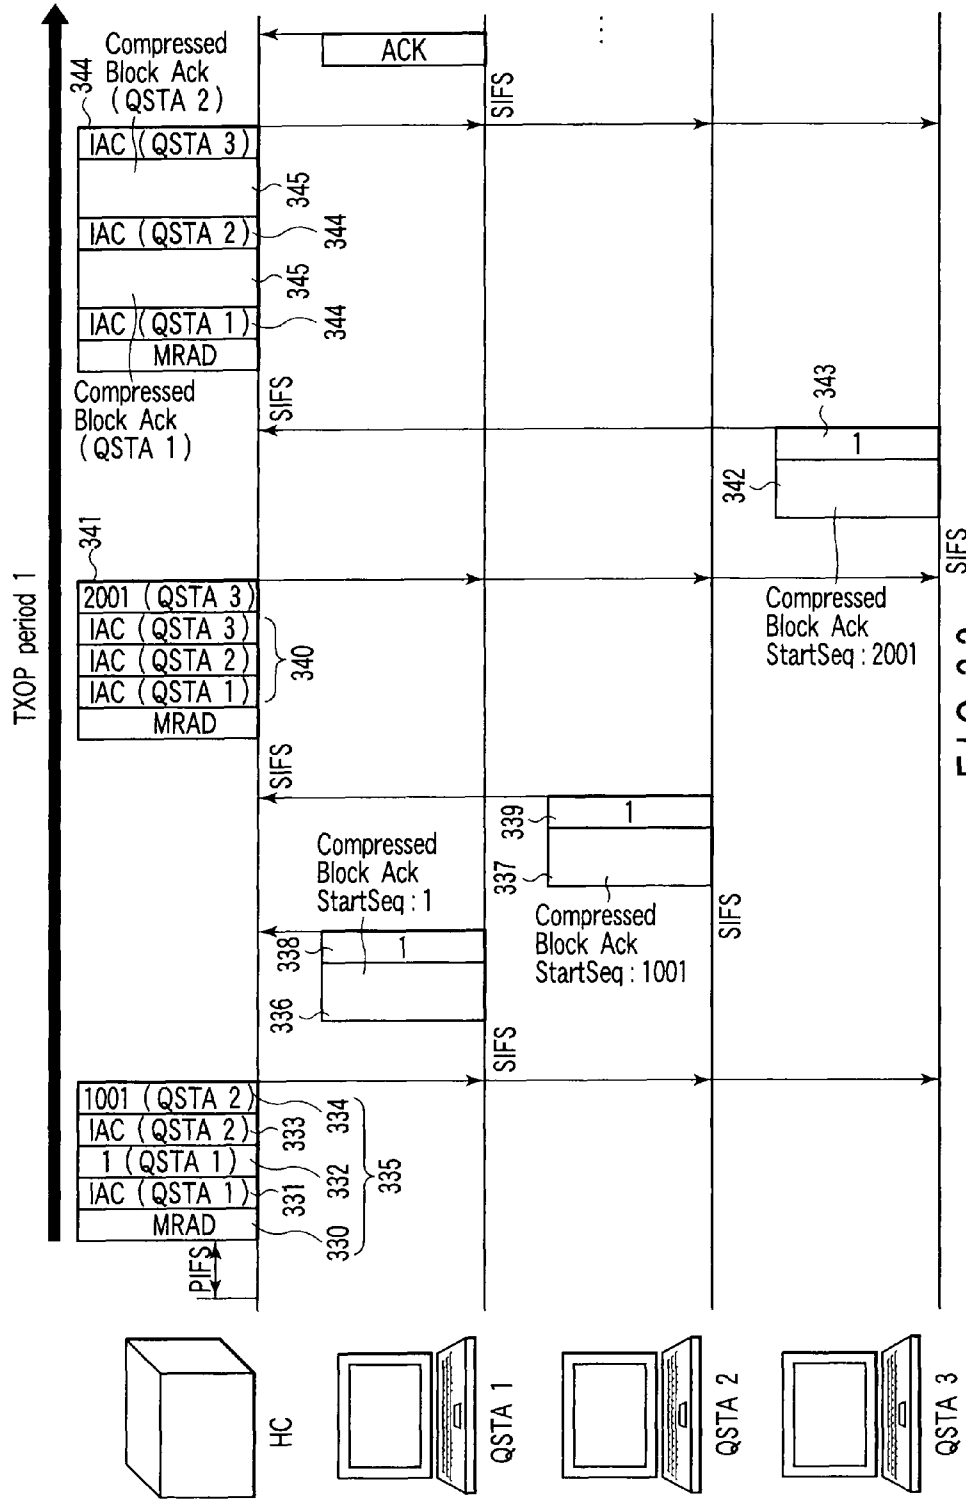 TXOP period 1
PIFS
MRAD
IAC (QSTA 1)
1 (QSTA 1)
IAC (QSTA 2)
1001 (QSTA 2)
330
331
332
333
334
335
SIFS
336
338
1
Compressed
Block Ack
StartSeq : 1
SIFS
337
339
1
Compressed
Block Ack
StartSeq : 1001
SIFS
MRAD
IAC (QSTA 1)
IAC (QSTA 2)
IAC (QSTA 3)
2001 (QSTA 3)
340
341
SIFS
342
343
1
Compressed
Block Ack
StartSeq : 2001
SIFS
MRAD
IAC (QSTA 1)
IAC (QSTA 2)
IAC (QSTA 3)
Compressed
Block Ack
(QSTA 1)
Compressed
Block Ack
(QSTA 2)
344
345
344
345
344
SIFS
ACK
...
HC
QSTA 1
QSTA 2
QSTA 3